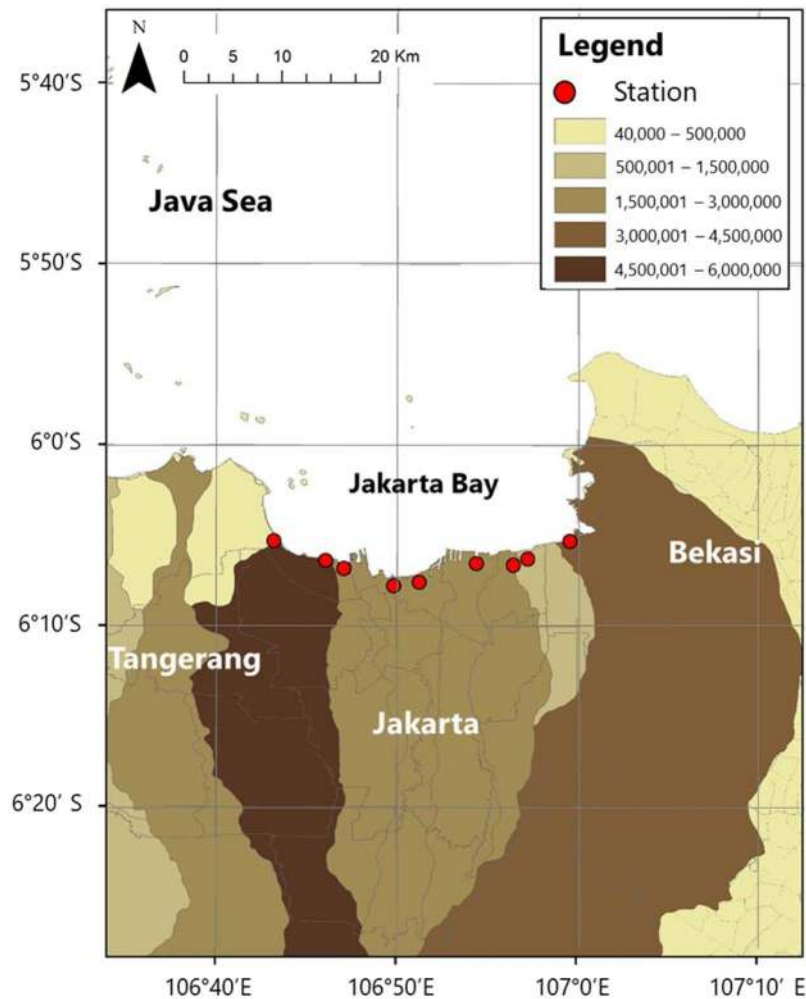 N
0 5 10 20 Km
Legend
Station
40,000 – 500,000
500,001 – 1,500,000
1,500,001 – 3,000,000
3,000,001 – 4,500,000
4,500,001 – 6,000,000
5°40'S
Java Sea
5°50'S
6°0'S
Jakarta Bay
Bekasi
6°10'S
Tangerang
Jakarta
6°20' S
106°40' E
106°50' E
107°0' E
107°10' E